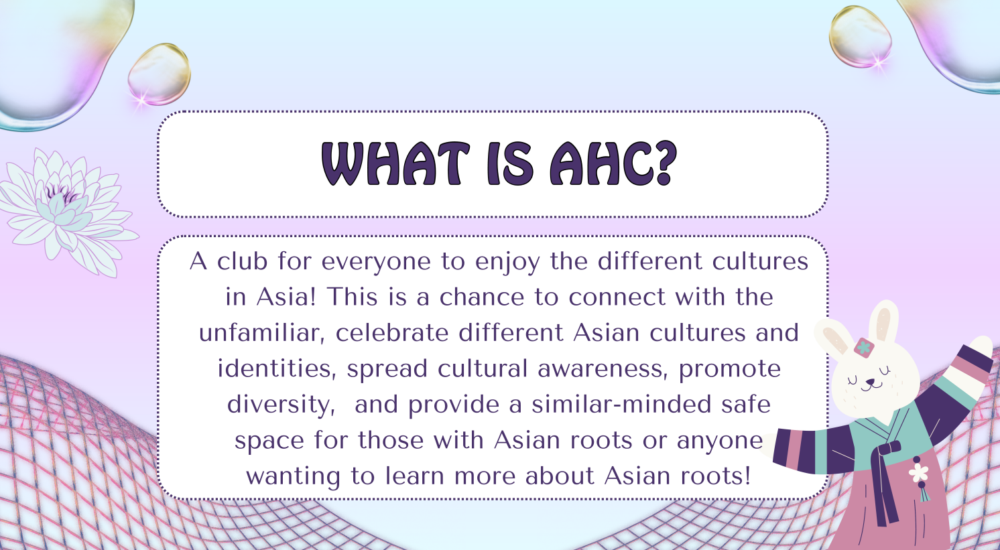 WHAT IS AHC?
A club for everyone to enjoy the different cultures
in Asia! This is a chance to connect with the
unfamiliar, celebrate different Asian cultures and
identities, spread cultural awareness, promote
diversity,  and provide a similar-minded safe
space for those with Asian roots or anyone
wanting to learn more about Asian roots!